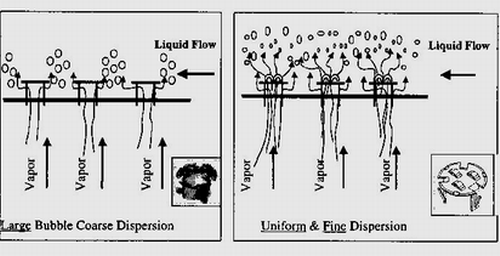 Liquid Flow
Vapor
Vapor
Vapor
Large Bubble Coarse Dispersion
Liquid Flow
Vapor
Vapor
Vapor
Uniform & Fine Dispersion